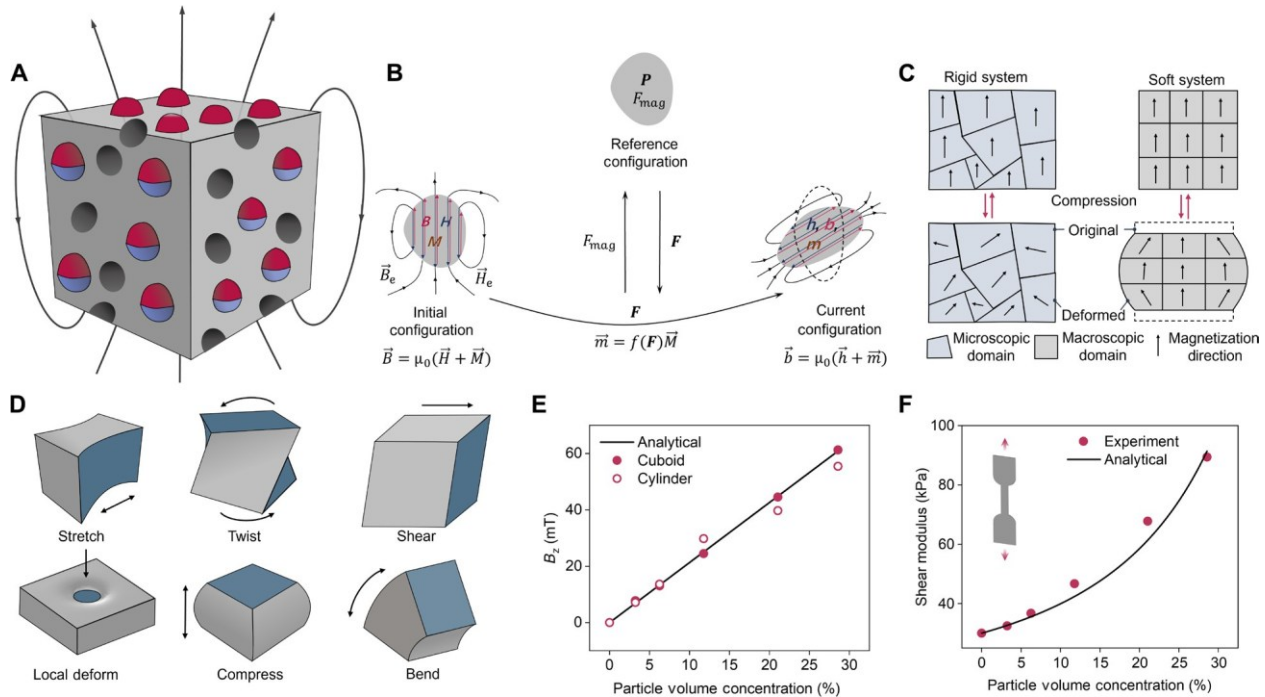 A
B
P
F_mag
Reference
configuration
B H
M
B⃗_e
H⃗_e
Initial
configuration
B⃗ = μ₀(H⃗ + M⃗)
F_mag
F
F
m⃗ = f(F)M⃗
h, b,
m
Current
configuration
b⃗ = μ₀(h⃗ + m⃗)
C
Rigid system
Soft system
Compression
Original
Deformed
Microscopic
domain
Macroscopic
domain
Magnetization
direction
D
Stretch
Twist
Shear
Local deform
Compress
Bend
E
Analytical
Cuboid
Cylinder
B_z (mT)
60
40
20
0
0 5 10 15 20 25 30
Particle volume concentration (%)
F
Experiment
Analytical
Shear modulus (kPa)
100
80
60
40
0 5 10 15 20 25 30
Particle volume concentration (%)